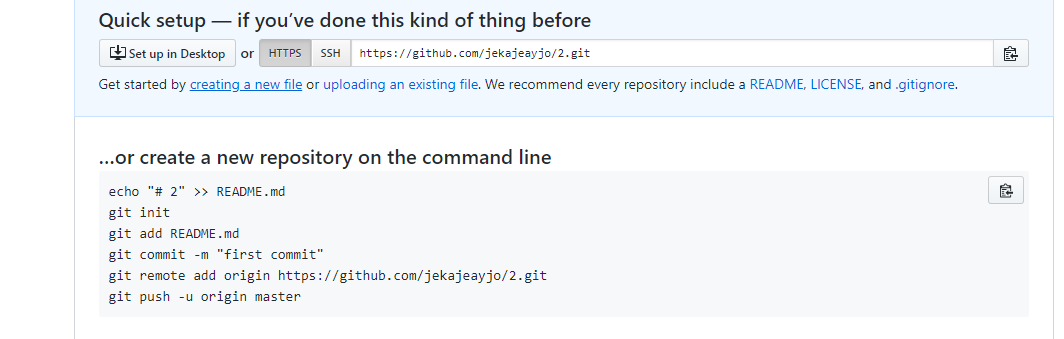 Quick setup — if you’ve done this kind of thing before
Set up in Desktop or HTTPS SSH https://github.com/jekajeayjo/2.git
Get started by creating a new file or uploading an existing file. We recommend every repository include a README, LICENSE, and .gitignore.
…or create a new repository on the command line
echo "# 2" >> README.md
git init
git add README.md
git commit -m "first commit"
git remote add origin https://github.com/jekajeayjo/2.git
git push -u origin master